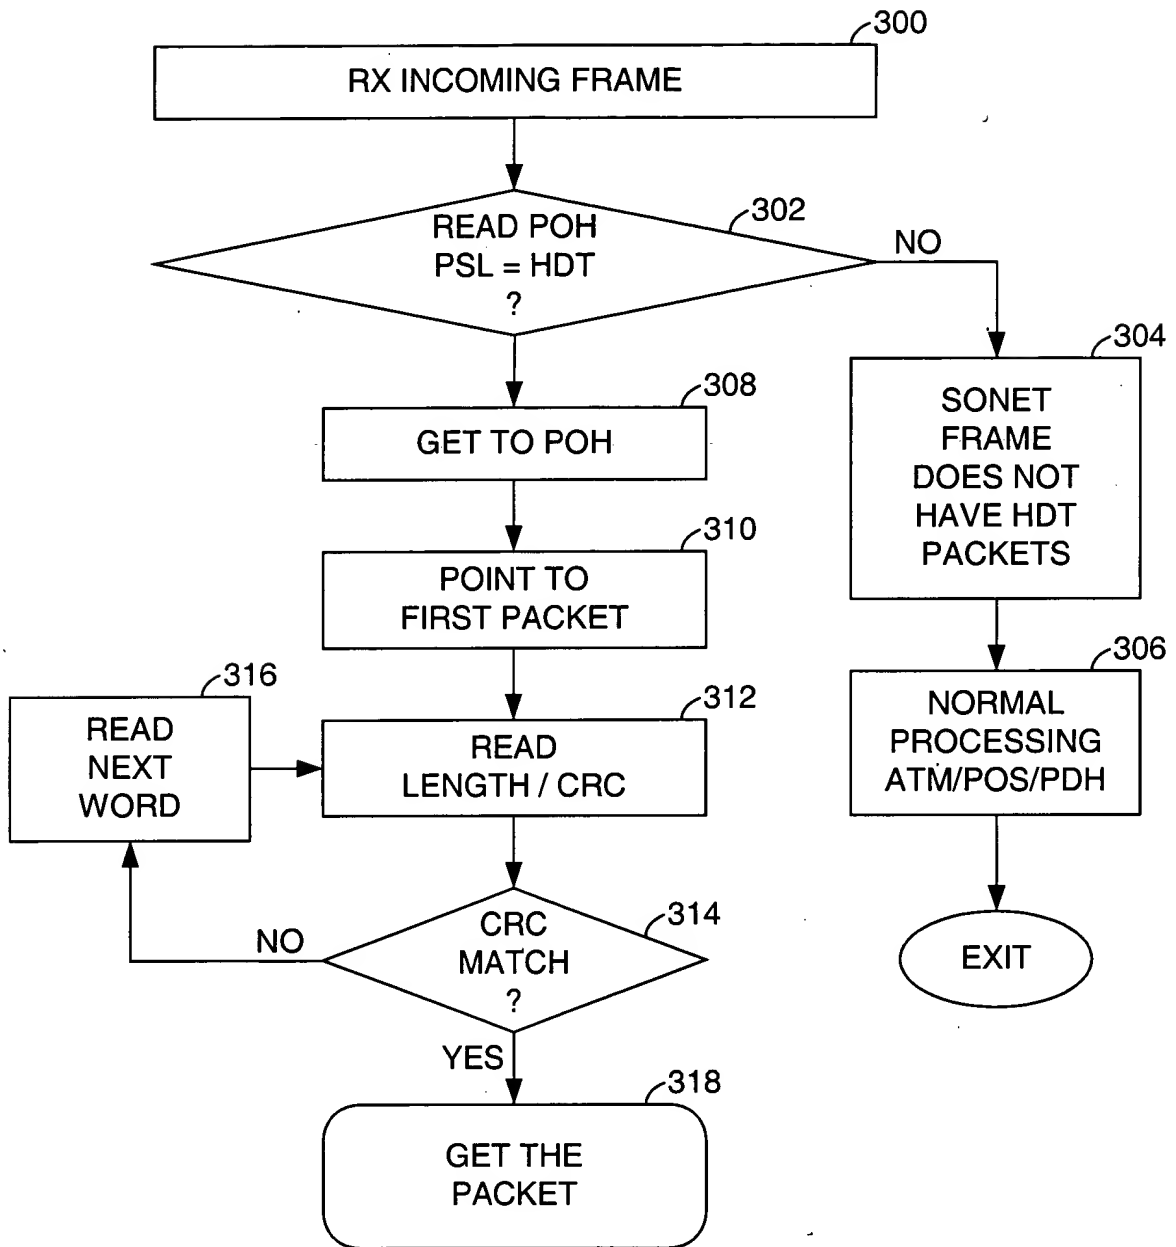 300
RX INCOMING FRAME
302
READ POH
PSL = HDT
?
NO
304
SONET
FRAME
DOES NOT
HAVE HDT
PACKETS
308
GET TO POH
310
POINT TO
FIRST PACKET
306
NORMAL
PROCESSING
ATM/POS/PDH
316
READ
NEXT
WORD
312
READ
LENGTH / CRC
314
CRC
MATCH
?
NO
YES
EXIT
318
GET THE
PACKET